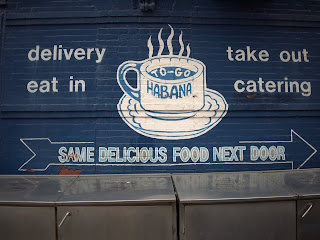 delivery
take out
eat in
catering
TO-GO
HABANA
SAME DELICIOUS FOOD NEXT DOOR